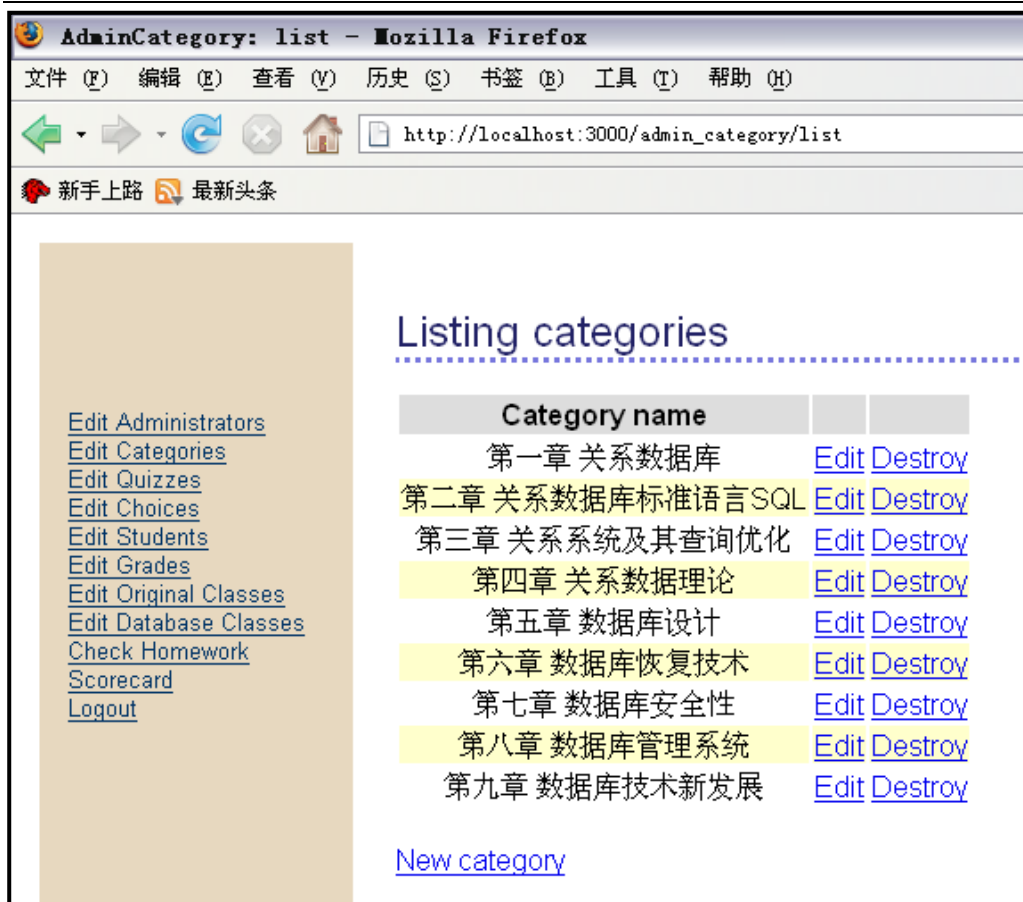 AdminCategory: list - Mozilla Firefox
文件 (F) 编辑 (E) 查看 (V) 历史 (S) 书签 (B) 工具 (T) 帮助 (H)
http://localhost:3000/admin_category/list
新手上路 最新头条
Edit Administrators
Edit Categories
Edit Quizzes
Edit Choices
Edit Students
Edit Grades
Edit Original Classes
Edit Database Classes
Check Homework
Scorecard
Logout
Listing categories
Category name
第一章 关系数据库 Edit Destroy
第二章 关系数据库标准语言SQL Edit Destroy
第三章 关系系统及其查询优化 Edit Destroy
第四章 关系数据理论 Edit Destroy
第五章 数据库设计 Edit Destroy
第六章 数据库恢复技术 Edit Destroy
第七章 数据库安全性 Edit Destroy
第八章 数据库管理系统 Edit Destroy
第九章 数据库技术新发展 Edit Destroy
New category